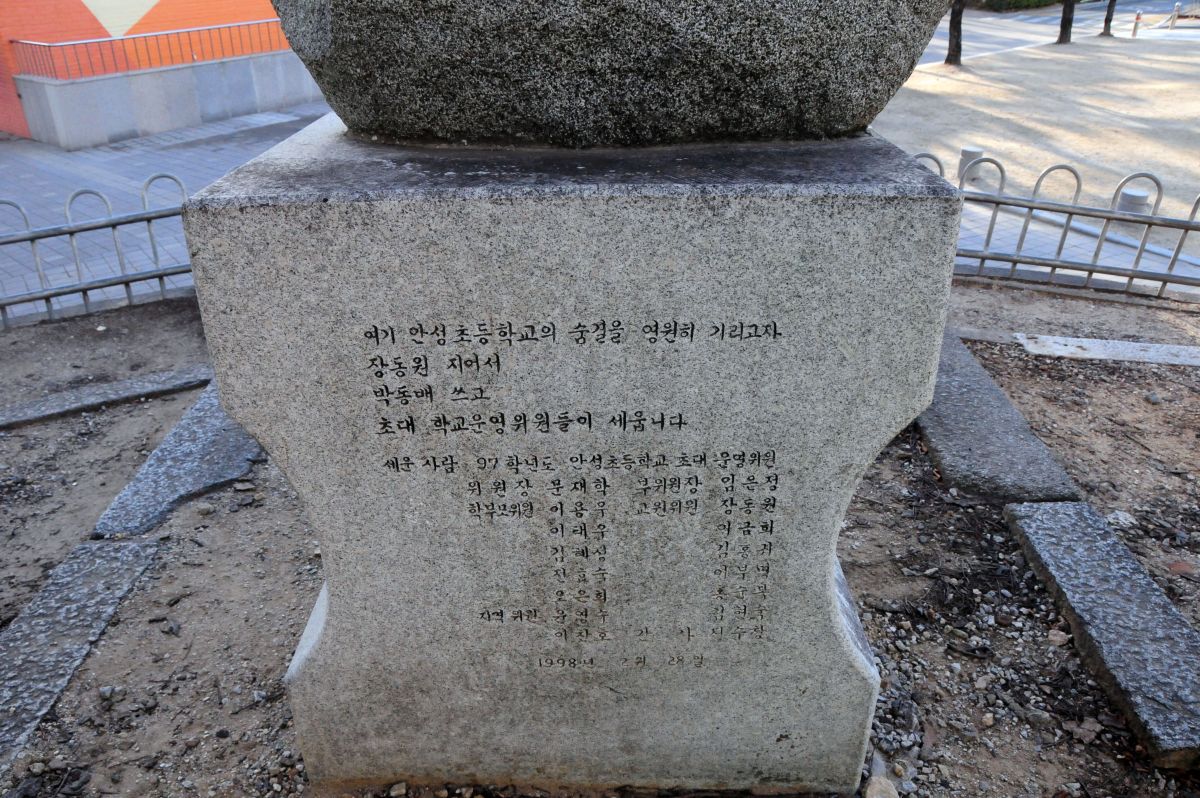 여기 안성초등학교의 숨결을 영원히 기리고자
장동원 지어서
박동매 쓰고
초대 학교운영위원들이 세웁니다
세운 사람 97학년도 안성초등학교 초대 운영위원
위원장 문재학 부위원장 임은정
학부모위원 이용우 교원위원 장동원
이태우 이금희
김혜성
오은희
지역위원
이진호 간사
1998년 2월 28일